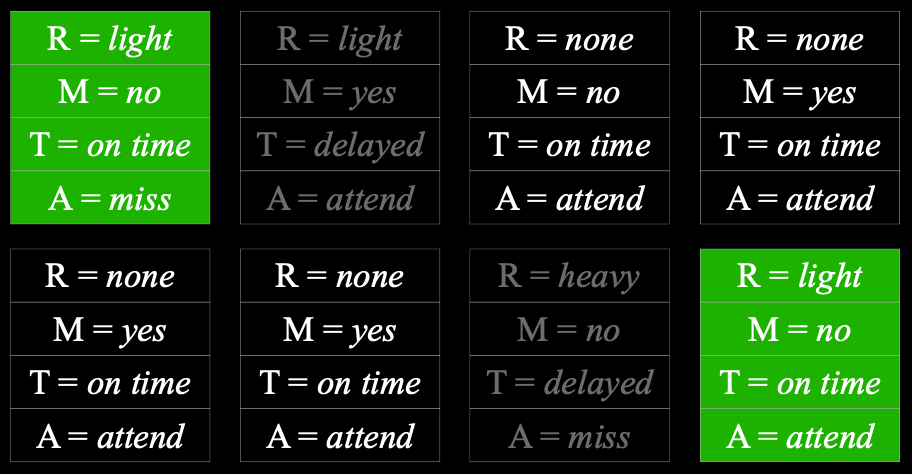 R = light
M = no
T = on time
A = miss
R = light
M = yes
T = delayed
A = attend
R = none
M = no
T = on time
A = attend
R = none
M = yes
T = on time
A = attend
R = none
M = yes
T = on time
A = attend
R = none
M = yes
T = on time
A = attend
R = heavy
M = no
T = delayed
A = miss
R = light
M = no
T = on time
A = attend